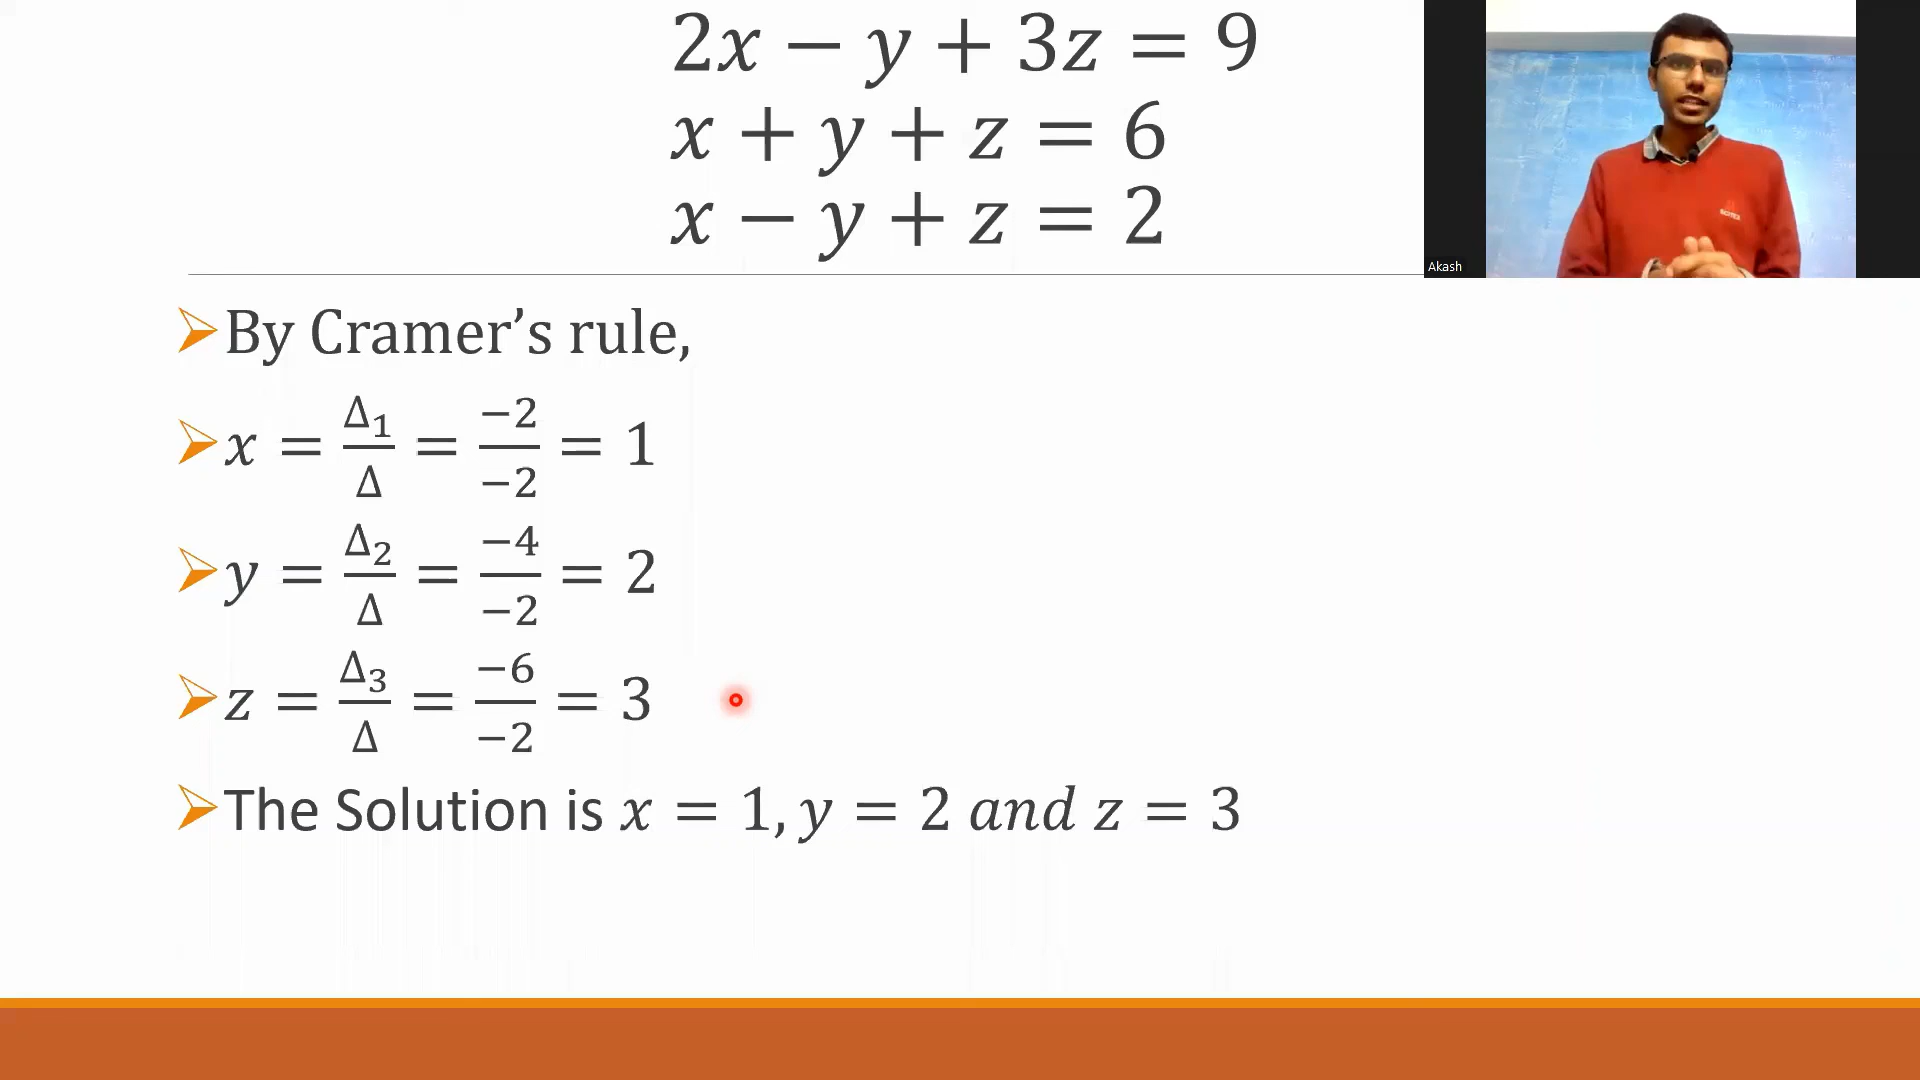 2x − y + 3z = 9
x + y + z = 6
x − y + z = 2
Akash
By Cramer’s rule,
x = Δ₁/Δ = −2/−2 = 1
y = Δ₂/Δ = −4/−2 = 2
z = Δ₃/Δ = −6/−2 = 3
The Solution is x = 1, y = 2 and z = 3